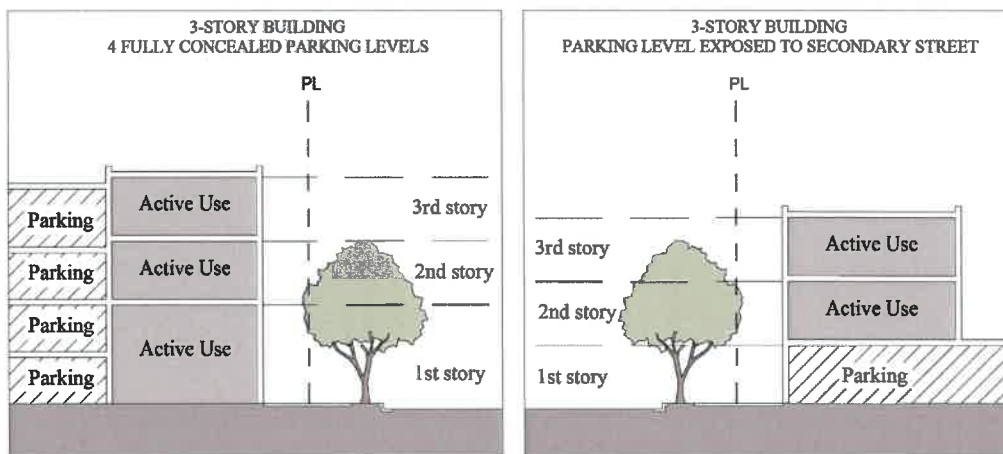 3-STORY BUILDING
4 FULLY CONCEALED PARKING LEVELS
PL
Parking
Active Use
3rd story
Parking
Active Use
2nd story
Parking
Active Use
1st story
Parking
3-STORY BUILDING
PARKING LEVEL EXPOSED TO SECONDARY STREET
PL
3rd story
Active Use
2nd story
Active Use
1st story
Parking